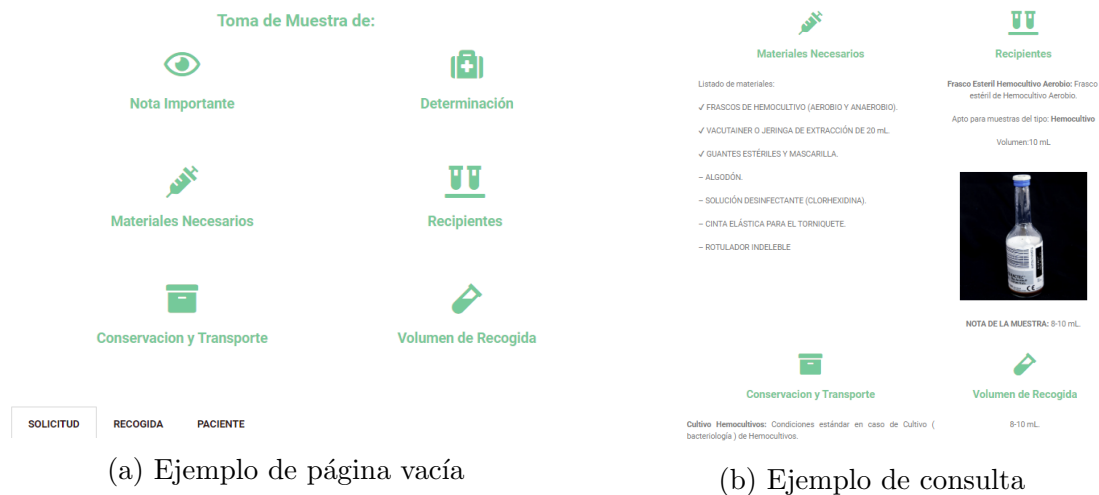 Toma de Muestra de:
Nota Importante
Determinación
Materiales Necesarios
Recipientes
Conservacion y Transporte
Volumen de Recogida
SOLICITUD
RECOGIDA
PACIENTE
(a) Ejemplo de página vacía
Materiales Necesarios
Listado de materiales:
✓ FRASCOS DE HEMOCULTIVO (AEROBIO Y ANAEROBIO).
✓ VACUTAINER O JERINGA DE EXTRACCIÓN DE 20 mL.
✓ GUANTES ESTÉRILES Y MASCARILLA.
– ALGODÓN.
– SOLUCIÓN DESINFECTANTE (CLORHEXIDINA).
– CINTA ELÁSTICA PARA EL TORNIQUETE.
– ROTULADOR INDELEBLE
Recipientes
Frasco Esteril Hemocultivo Aerobio: Frasco
estéril de Hemocultivo Aerobio.
Apto para muestras del tipo: Hemocultivo
Volumen:10 mL
NOTA DE LA MUESTRA: 8-10 mL.
Conservacion y Transporte
Cultivo Hemocultivos: Condiciones estándar en caso de Cultivo (
bacteriología ) de Hemocultivos.
Volumen de Recogida
8-10 mL.
(b) Ejemplo de consulta